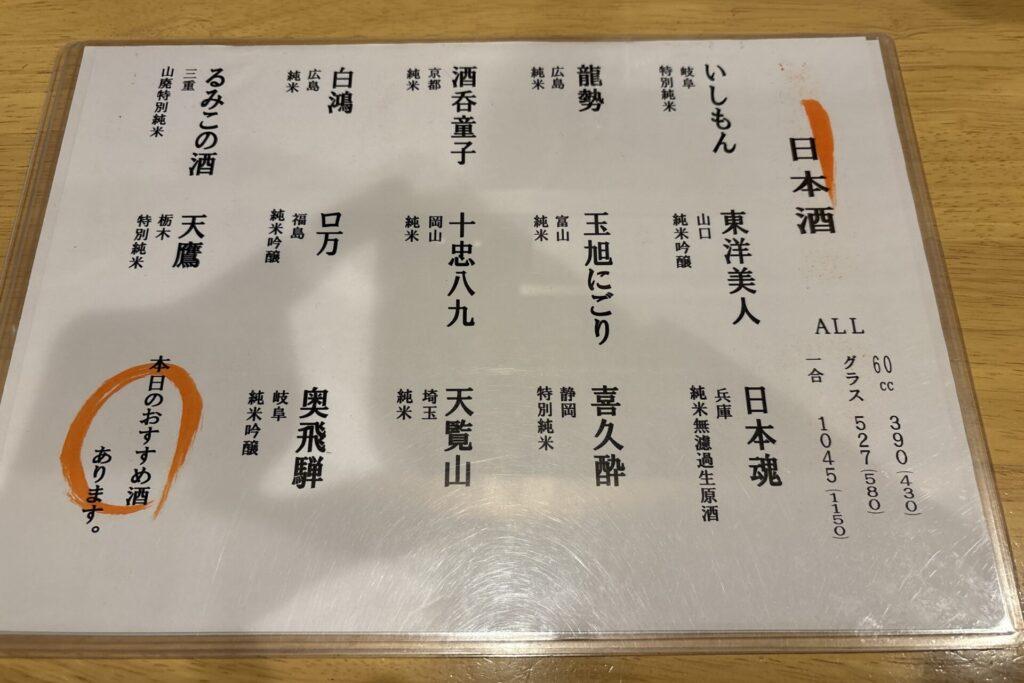 日本酒
ALL
60cc 390(430)
グラス 527(580)
一合 1045(1150)
いしもん
岐阜
特別純米
龍勢
広島
純米
酒呑童子
京都
純米
白鴻
広島
純米
るみこの酒
三重
山廃特別純米
東洋美人
山口
純米吟醸
玉旭にごり
富山
純米
十忠八九
岡山
純米
ロ万
福島
純米吟醸
天鷹
栃木
特別純米
日本魂
兵庫
純米無濾過生原酒
喜久酔
静岡
特別純米
天覧山
埼玉
純米
奥飛騨
岐阜
純米吟醸
本日のおすすめ酒
あります。